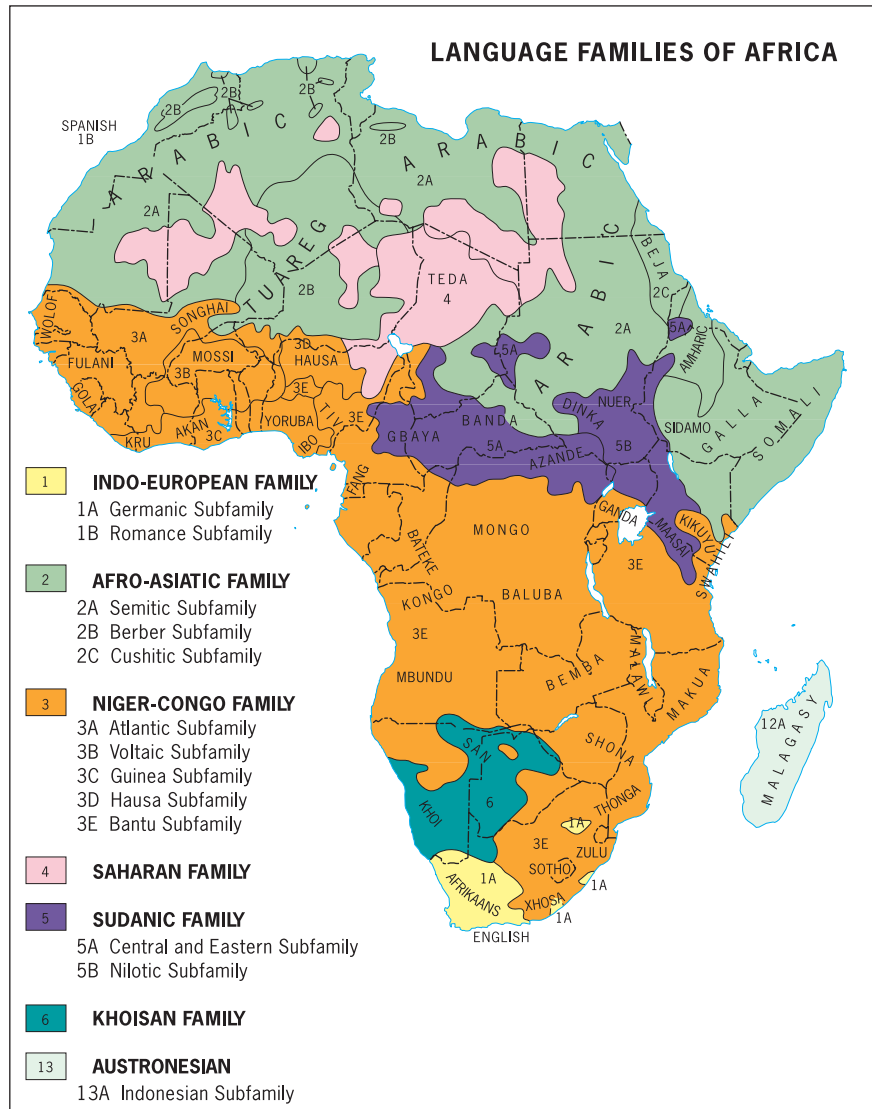 LANGUAGE FAMILIES OF AFRICA
2B
2B
2B
SPANISH
1B
ARABIC
ARABIC
2A
2A
TUAREG
2B
TEDA
4
ARABIC
2A
BEJA
2C
5A
AMHARIC
WOLOF
3A
SONGHAI
FULANI
MOSSI
3B
3D
HAUSA
3E
GOLA
KRU
AKAN
3C
YORUBA
IBO
TIV
3E
5A
NUER
DINKA
SIDAMO
GALLA
SOMALI
GBAYA
BANDA
5A
AZANDE
5B
FANG
GANDA
MAASAI
KIKUYU
SWAHILI
3E
MONGO
BATEKE
KONGO
BALUBA
3E
MBUNDU
BEMBA
MALAWI
MAKUA
SAN
SHONA
KHOI
6
THONGA
1A
3E
ZULU
SOTHO
1A
1A
AFRIKAANS
XHOSA
1A
ENGLISH
12A
MALAGASY
1 INDO-EUROPEAN FAMILY
1A Germanic Subfamily
1B Romance Subfamily
2 AFRO-ASIATIC FAMILY
2A Semitic Subfamily
2B Berber Subfamily
2C Cushitic Subfamily
3 NIGER-CONGO FAMILY
3A Atlantic Subfamily
3B Voltaic Subfamily
3C Guinea Subfamily
3D Hausa Subfamily
3E Bantu Subfamily
4 SAHARAN FAMILY
5 SUDANIC FAMILY
5A Central and Eastern Subfamily
5B Nilotic Subfamily
6 KHOISAN FAMILY
13 AUSTRONESIAN
13A Indonesian Subfamily